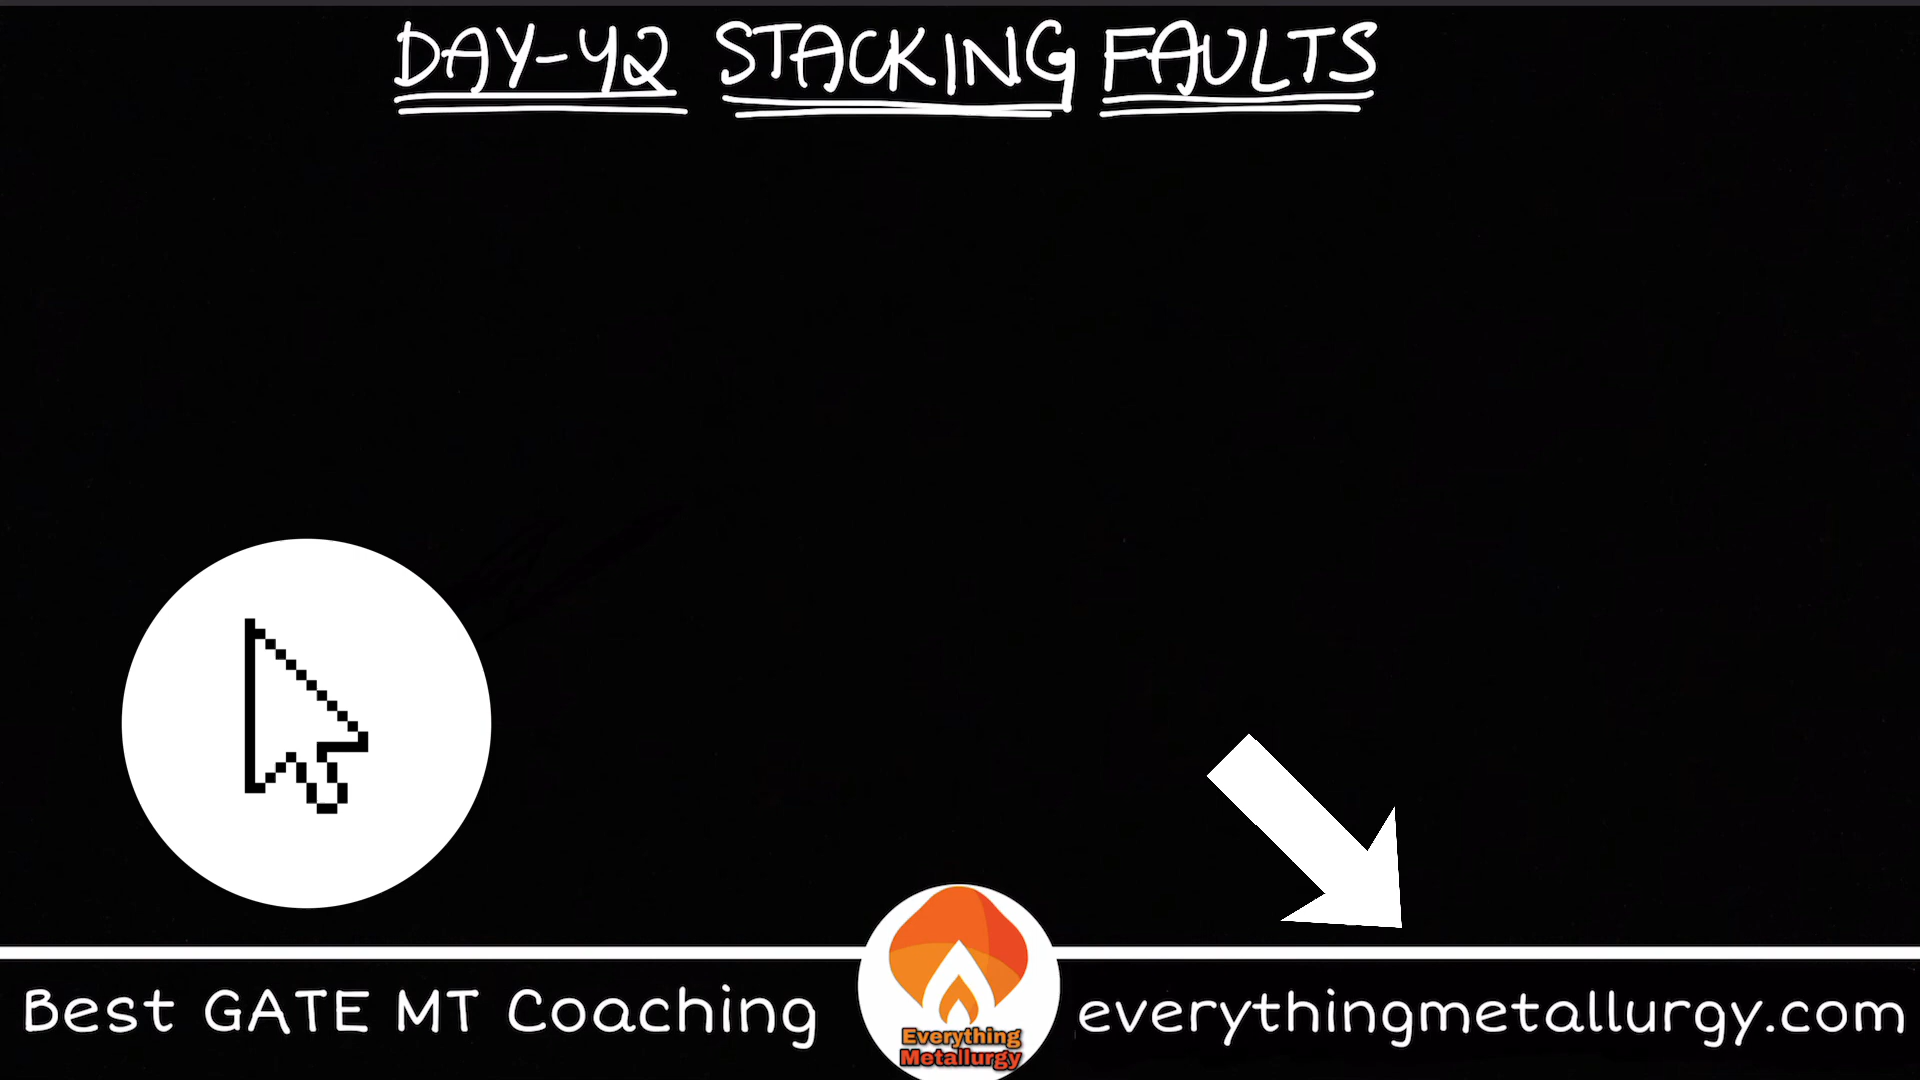 DAY-42 STACKING FAULTS
Best GATE MT Coaching
Everything
Metallurgy
everythingmetallurgy.com